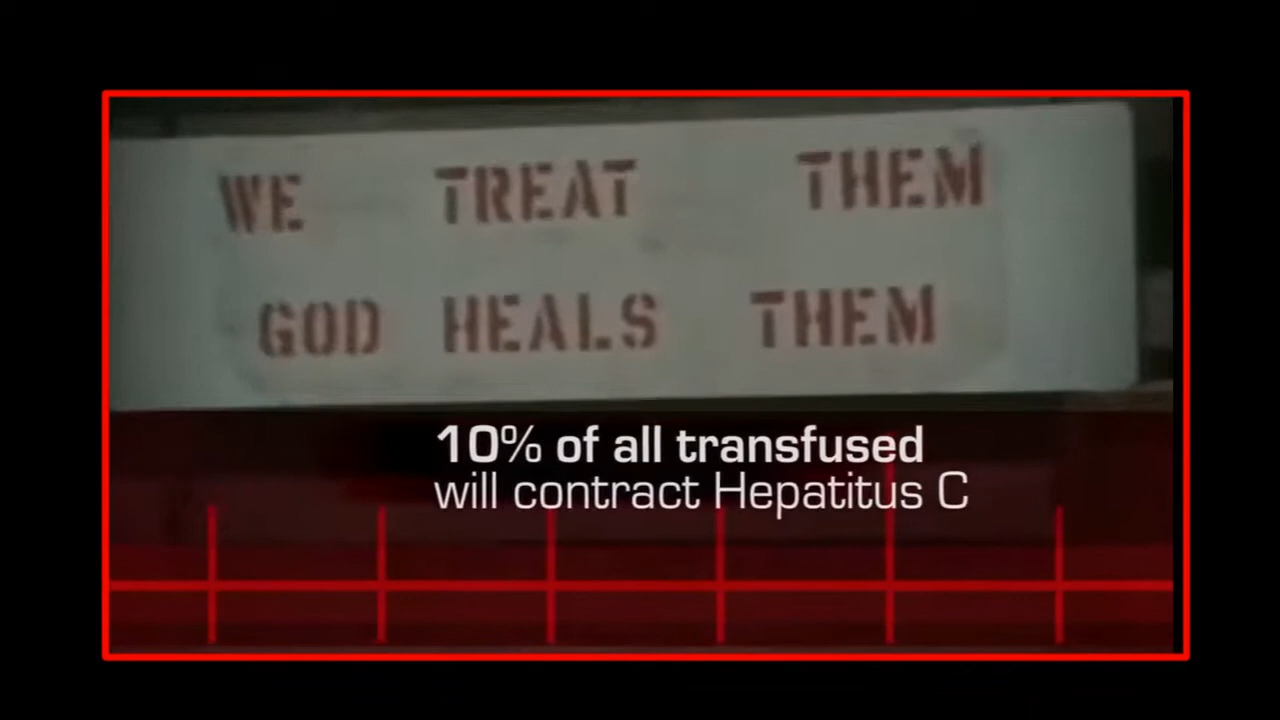 WE TREAT THEM
GOD HEALS THEM
10% of all transfused
will contract Hepatitus C